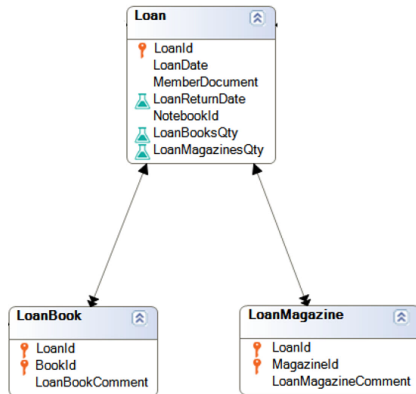 Loan
LoanId
LoanDate
MemberDocument
LoanReturnDate
NotebookId
LoanBooksQty
LoanMagazinesQty
LoanBook
LoanId
BookId
LoanBookComment
LoanMagazine
LoanId
MagazineId
LoanMagazineComment